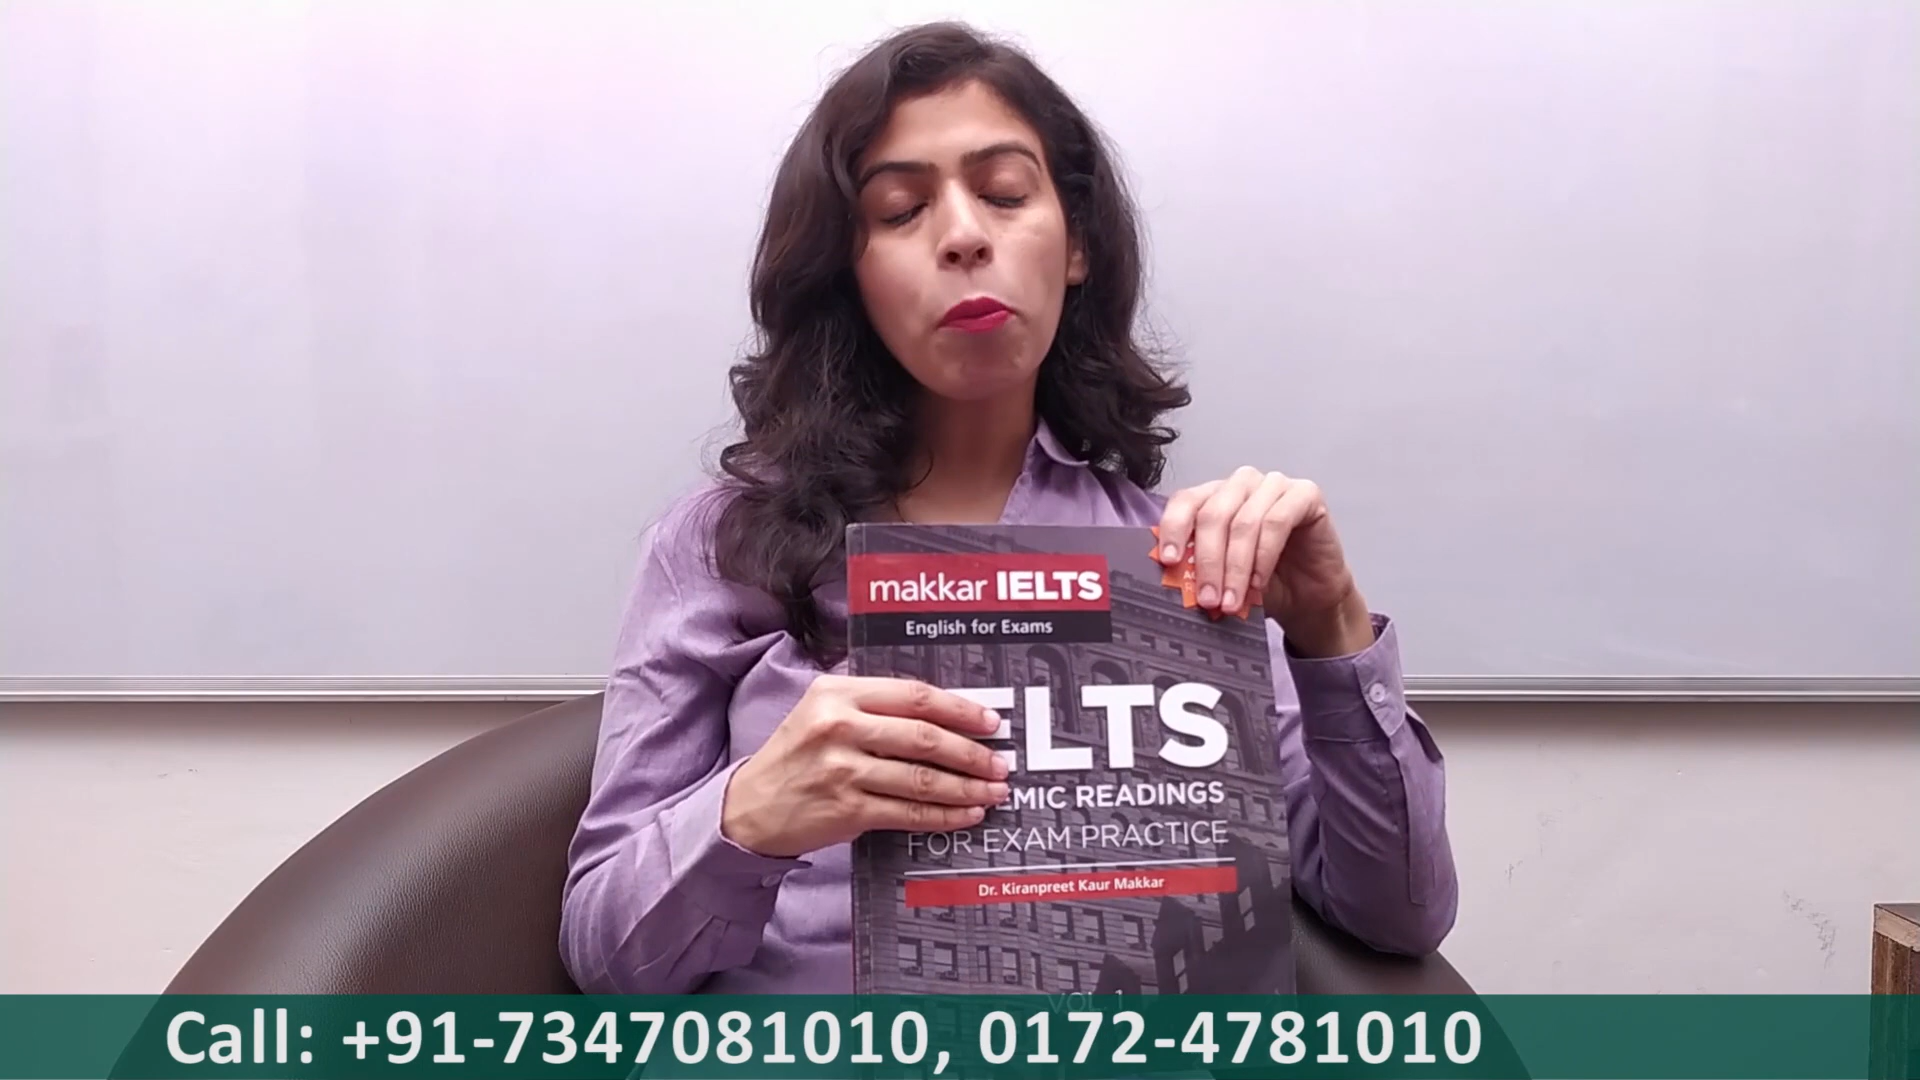 makkar IELTS
English for Exams
ELTS
EMIC READINGS
FOR EXAM PRACTICE
Dr. Kiranpreet Kaur Makkar
VOL. 1
Call: +91-7347081010, 0172-4781010